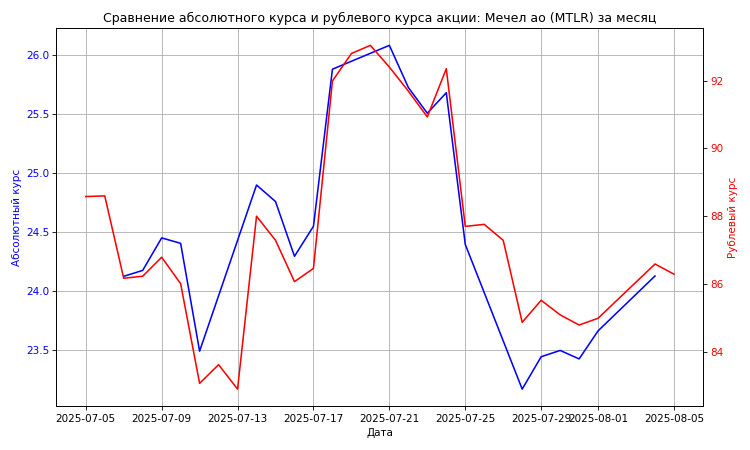 Сравнение абсолютного курса и рублевого курса акции: Мечел ао (MTLR) за месяц
26.0
25.5
25.0
24.5
24.0
23.5
Абсолютный курс
92
90
88
86
84
Рублевый курс
2025-07-05 2025-07-09 2025-07-13 2025-07-17 2025-07-21 2025-07-25 2025-07-29 2025-08-01 2025-08-05
Дата